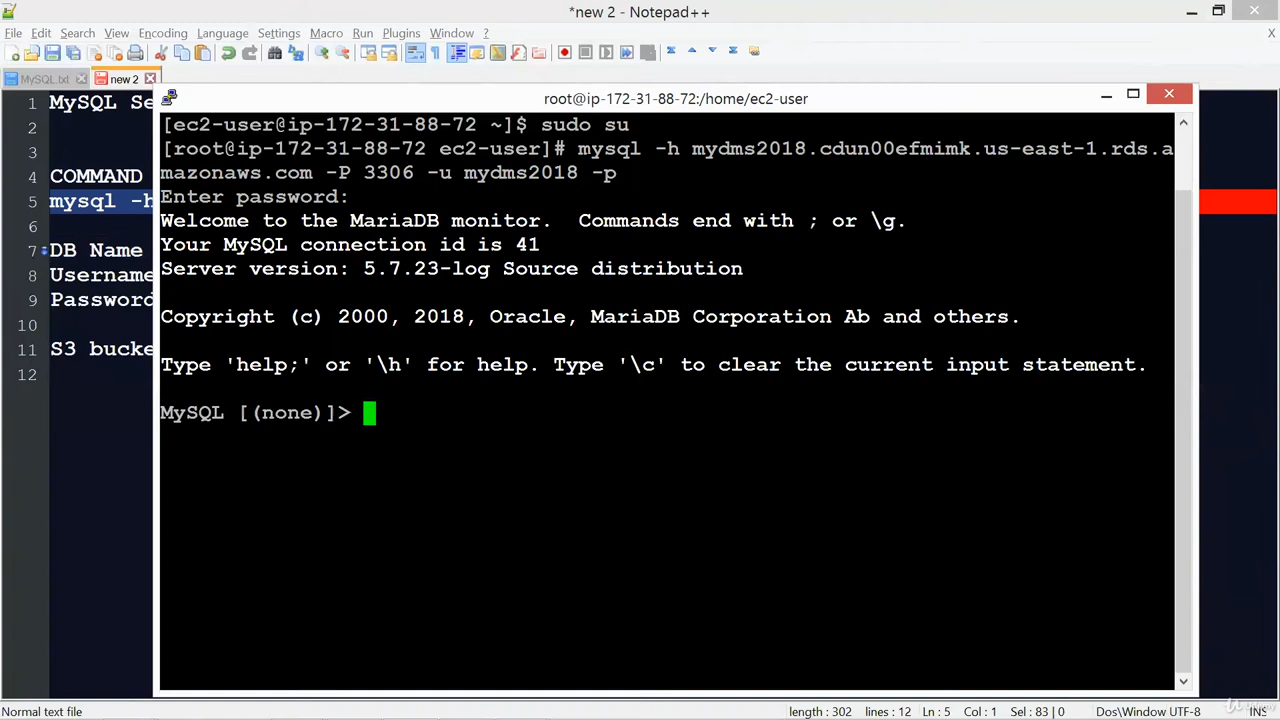 *new 2 - Notepad++
File Edit Search View Encoding Language Settings Macro Run Plugins Window ? X
MySQL.txt new 2
1 MySQL Se
2
3
4 COMMAND
5 mysql -h
6
7 DB Name
8 Username
9 Password
10
11 S3 bucke
12
root@ip-172-31-88-72:/home/ec2-user
[ec2-user@ip-172-31-88-72 ~]$ sudo su
[root@ip-172-31-88-72 ec2-user]# mysql -h mydms2018.cdun00efmimk.us-east-1.rds.a
mazonaws.com -P 3306 -u mydms2018 -p
Enter password:
Welcome to the MariaDB monitor.  Commands end with ; or \g.
Your MySQL connection id is 41
Server version: 5.7.23-log Source distribution
Copyright (c) 2000, 2018, Oracle, MariaDB Corporation Ab and others.
Type 'help;' or '\h' for help. Type '\c' to clear the current input statement.
MySQL [(none)]>
Normal text file length : 302 lines : 12 Ln : 5 Col : 1 Sel : 83 | 0 Dos\Window UTF-8 INS